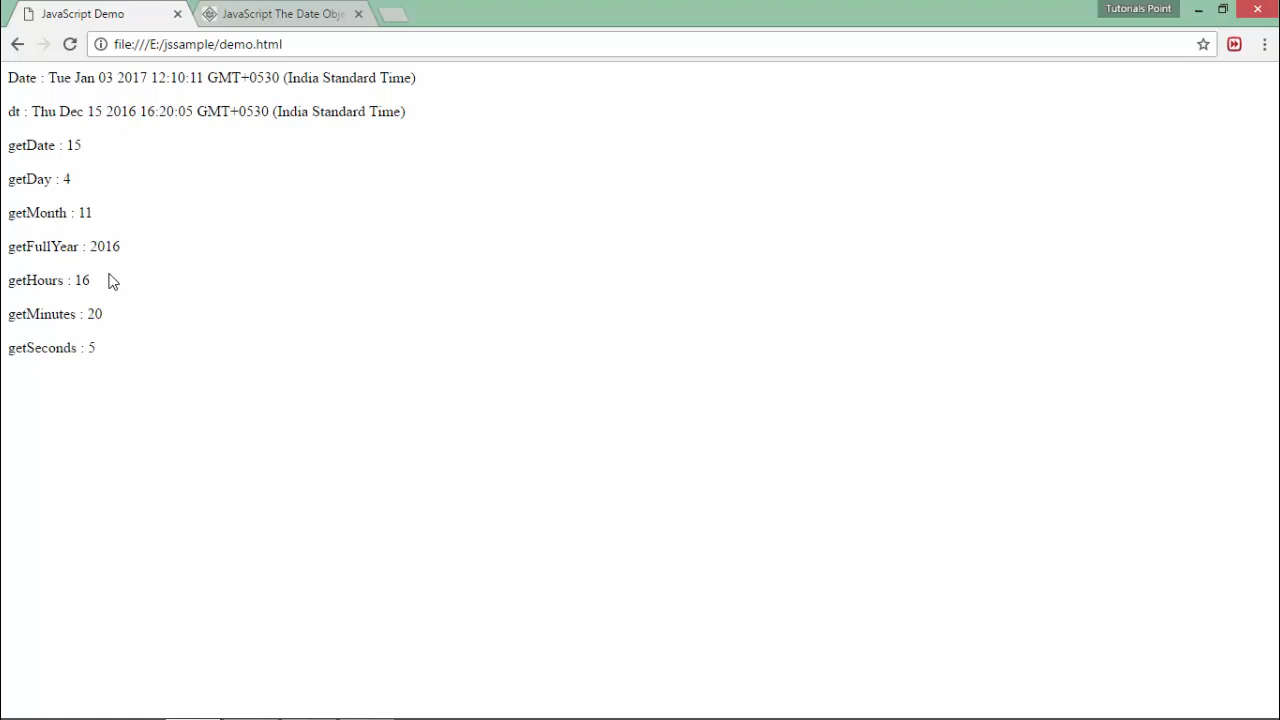 JavaScript Demo
JavaScript The Date Obje
Tutorials Point
file:///E:/jssample/demo.html
Date : Tue Jan 03 2017 12:10:11 GMT+0530 (India Standard Time)
dt : Thu Dec 15 2016 16:20:05 GMT+0530 (India Standard Time)
getDate : 15
getDay : 4
getMonth : 11
getFullYear : 2016
getHours : 16
getMinutes : 20
getSeconds : 5